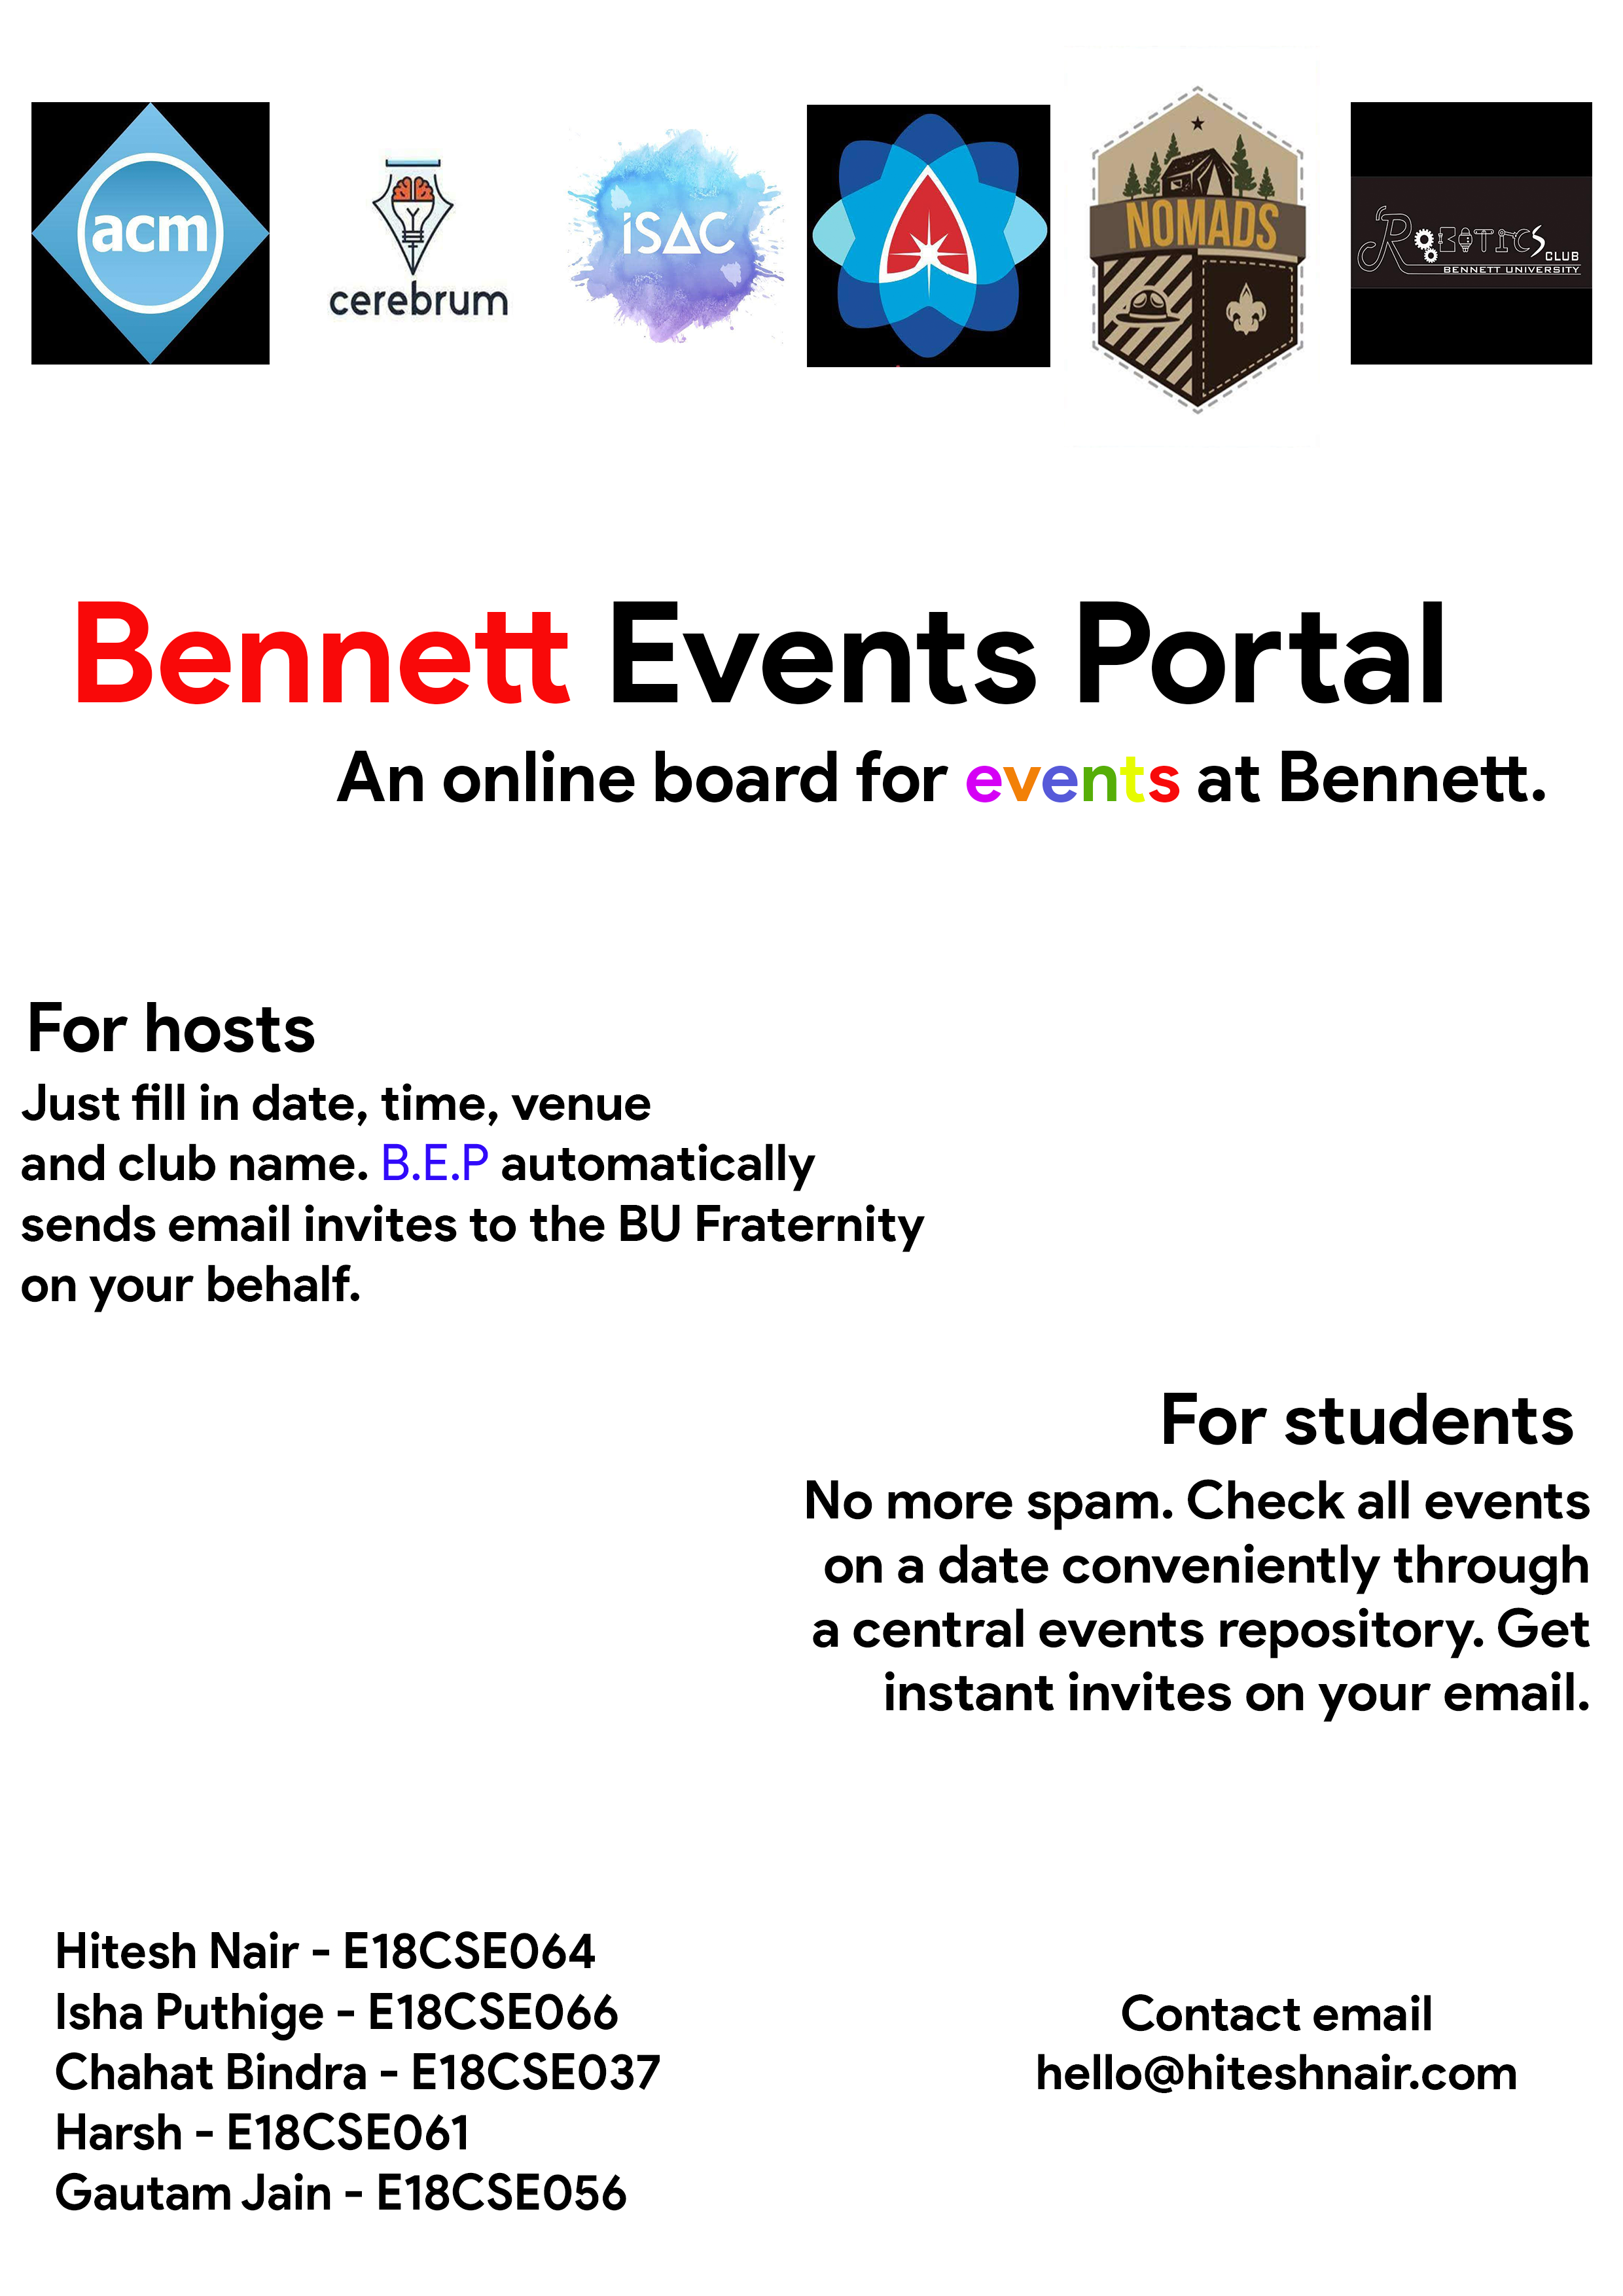 acm
cerebrum
iSAC
NOMADS
ROBOTICS
CLUB
BENNETT UNIVERSITY
Bennett Events Portal
An online board for events at Bennett.
For hosts
Just fill in date, time, venue
and club name. B.E.P automatically
sends email invites to the BU Fraternity
on your behalf.
For students
No more spam. Check all events
on a date conveniently through
a central events repository. Get
instant invites on your email.
Hitesh Nair - E18CSE064
Isha Puthige - E18CSE066
Chahat Bindra - E18CSE037
Harsh - E18CSE061
Gautam Jain - E18CSE056
Contact email
hello@hiteshnair.com